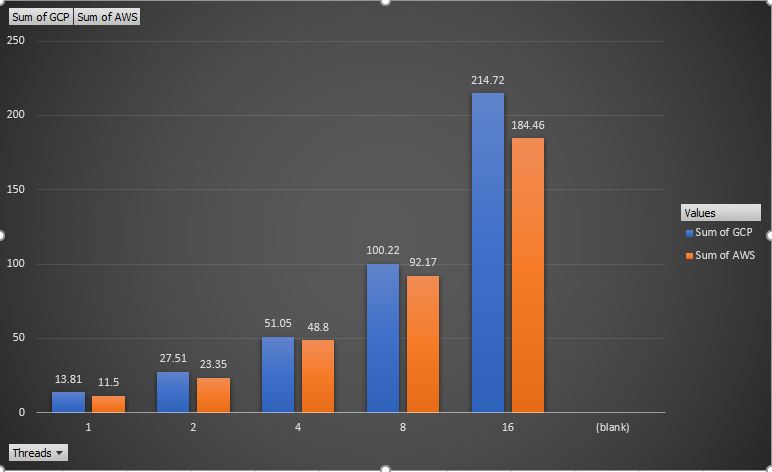 Sum of GCP Sum of AWS
250
200
150
100
50
0
13.81 11.5
27.51 23.35
51.05 48.8
100.22 92.17
214.72 184.46
1 2 4 8 16 (blank)
Values
Sum of GCP
Sum of AWS
Threads